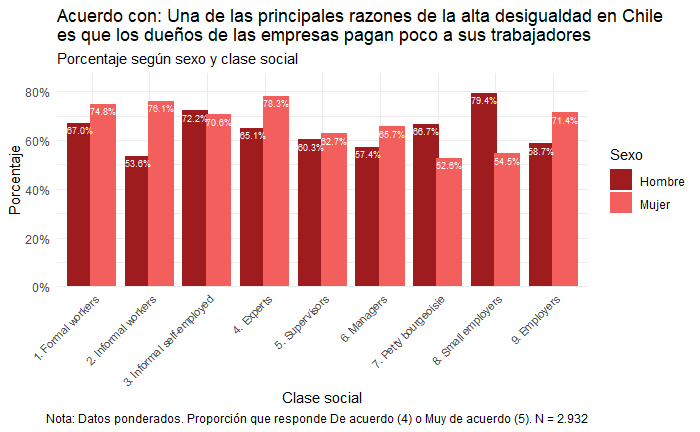 Acuerdo con: Una de las principales razones de la alta desigualdad en Chile
es que los dueños de las empresas pagan poco a sus trabajadores
Porcentaje según sexo y clase social
Porcentaje
80%
60%
40%
20%
0%
67.0%
74.8%
53.6%
76.1%
72.2%
70.6%
65.1%
78.3%
60.3%
62.7%
57.4%
65.7%
66.7%
52.6%
79.4%
54.5%
58.7%
71.4%
1. Formal workers
2. Informal workers
3. Informal self-employed
4. Experts
5. Supervisors
6. Managers
7. Petty bourgeoisie
8. Small employers
9. Employers
Clase social
Sexo
Hombre
Mujer
Nota: Datos ponderados. Proporción que responde De acuerdo (4) o Muy de acuerdo (5). N = 2.932